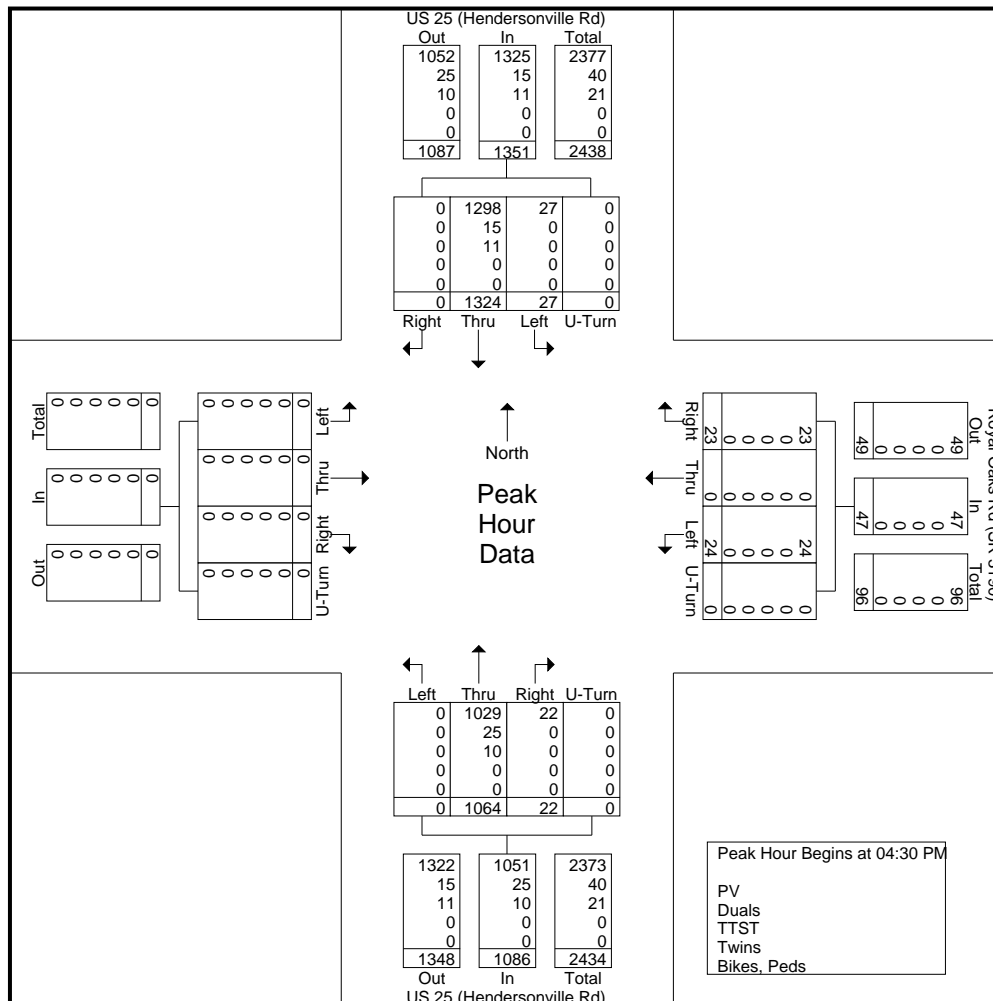 US 25 (Hendersonville Rd)
Out In Total
1052 1325 2377
25 15 40
10 11 21
0 0 0
0 0 0
1087 1351 2438
0 1298 27 0
0 15 0 0
0 11 0 0
0 0 0 0
0 0 0 0
0 1324 27 0
Right Thru Left U-Turn
Total
0 0 0 0 0 0
In
0 0 0 0 0 0
Out
0 0 0 0 0 0
Left
0 0 0 0 0 0
Thru
0 0 0 0 0 0
Right
0 0 0 0 0 0
U-Turn
0 0 0 0 0 0
North
Peak
Hour
Data
Right
23 0 0 0 0 23
Thru
0 0 0 0 0 0
Left
24 0 0 0 0 24
U-Turn
0 0 0 0 0 0
Out
49 0 0 0 0 49
In
47 0 0 0 0 47
Total
96 0 0 0 0 96
Left Thru Right U-Turn
0 1029 22 0
0 25 0 0
0 10 0 0
0 0 0 0
0 0 0 0
0 1064 22 0
1322 1051 2373
15 25 40
11 10 21
0 0 0
0 0 0
1348 1086 2434
Out In Total
US 25 (Hendersonville Rd)
Peak Hour Begins at 04:30 PM
PV
Duals
TTST
Twins
Bikes, Peds